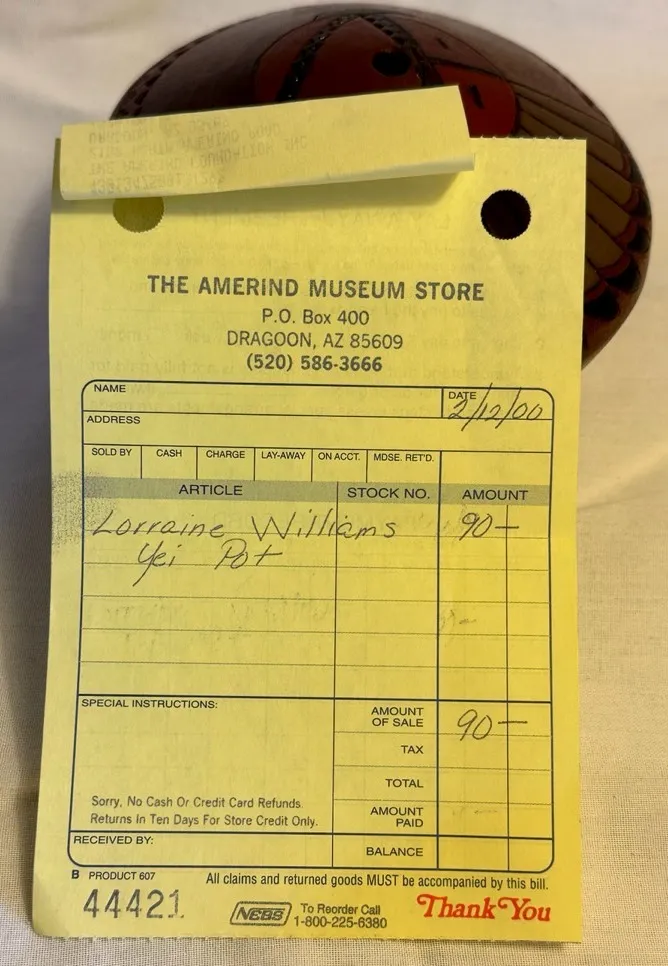 THE AMERIND MUSEUM STORE
P.O. Box 400
DRAGOON, AZ 85609
(520) 586-3666
NAME
DATE
2/12/00
ADDRESS
SOLD BY CASH CHARGE LAY-AWAY ON ACCT. MDSE. RET'D.
ARTICLE STOCK NO. AMOUNT
Lorraine Williams 90—
Yei Pot
SPECIAL INSTRUCTIONS:
AMOUNT OF SALE 90—
TAX
TOTAL
Sorry, No Cash Or Credit Card Refunds.
Returns In Ten Days For Store Credit Only.
AMOUNT PAID
RECEIVED BY:
BALANCE
B PRODUCT 607
All claims and returned goods MUST be accompanied by this bill.
44421
NEBS
To Reorder Call
1-800-225-6380
Thank You